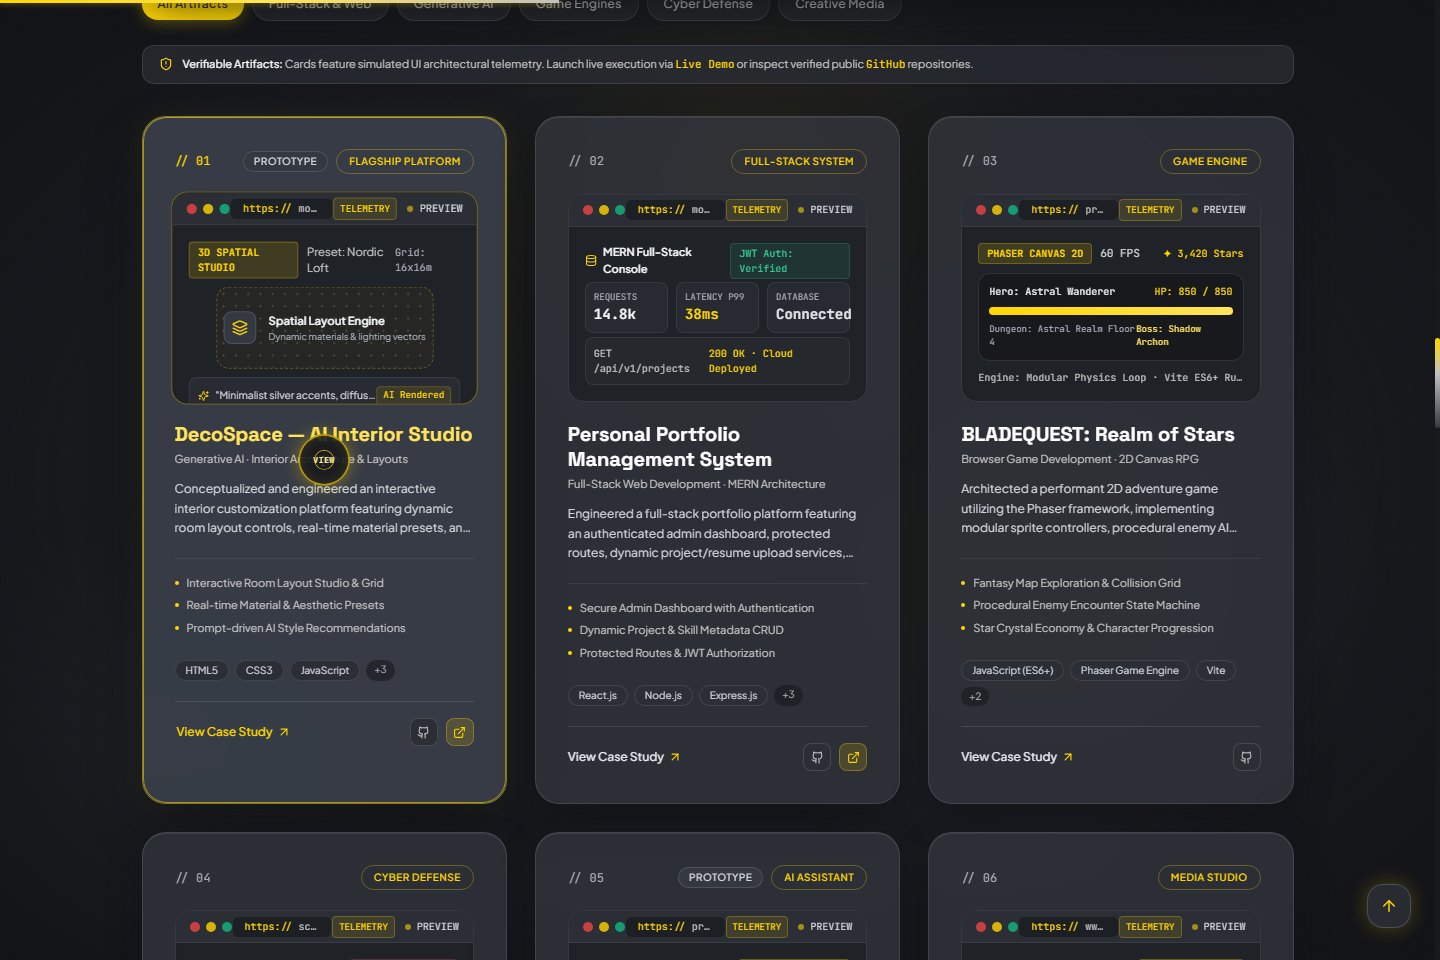 All Artifacts Full-Stack & Web Generative AI Game Engines Cyber Defense Creative Media
Verifiable Artifacts: Cards feature simulated UI architectural telemetry. Launch live execution via Live Demo or inspect verified public GitHub repositories.
// 01 PROTOTYPE FLAGSHIP PLATFORM
https:// mo… TELEMETRY PREVIEW
3D SPATIAL
STUDIO
Preset: Nordic
Loft
Grid:
16x16m
Spatial Layout Engine
Dynamic materials & lighting vectors
"Minimalist silver accents, diffus… AI Rendered
DecoSpace — AI Interior Studio
Generative AI · Interior & Layouts
VIEW
Conceptualized and engineered an interactive
interior customization platform featuring dynamic
room layout controls, real-time material presets, an…
Interactive Room Layout Studio & Grid
Real-time Material & Aesthetic Presets
Prompt-driven AI Style Recommendations
HTML5 CSS3 JavaScript +3
View Case Study
// 02 FULL-STACK SYSTEM
https:// mo… TELEMETRY PREVIEW
MERN Full-Stack
Console
JWT Auth:
Verified
REQUESTS
14.8k
LATENCY P99
38ms
DATABASE
Connected
GET
/api/v1/projects
200 OK · Cloud
Deployed
Personal Portfolio
Management System
Full-Stack Web Development · MERN Architecture
Engineered a full-stack portfolio platform featuring
an authenticated admin dashboard, protected
routes, dynamic project/resume upload services,…
Secure Admin Dashboard with Authentication
Dynamic Project & Skill Metadata CRUD
Protected Routes & JWT Authorization
React.js Node.js Express.js +3
View Case Study
// 03 GAME ENGINE
https:// pr… TELEMETRY PREVIEW
PHASER CANVAS 2D 60 FPS ✦ 3,420 Stars
Hero: Astral Wanderer HP: 850 / 850
Dungeon: Astral Realm Floor
4
Boss: Shadow
Archon
Engine: Modular Physics Loop · Vite ES6+ Ru…
BLADEQUEST: Realm of Stars
Browser Game Development · 2D Canvas RPG
Architected a performant 2D adventure game
utilizing the Phaser framework, implementing
modular sprite controllers, procedural enemy AI…
Fantasy Map Exploration & Collision Grid
Procedural Enemy Encounter State Machine
Star Crystal Economy & Character Progression
JavaScript (ES6+) Phaser Game Engine Vite
+2
View Case Study
// 04 CYBER DEFENSE
https:// sc… TELEMETRY PREVIEW
// 05 PROTOTYPE AI ASSISTANT
https:// pr… TELEMETRY PREVIEW
// 06 MEDIA STUDIO
https:// ww… TELEMETRY PREVIEW